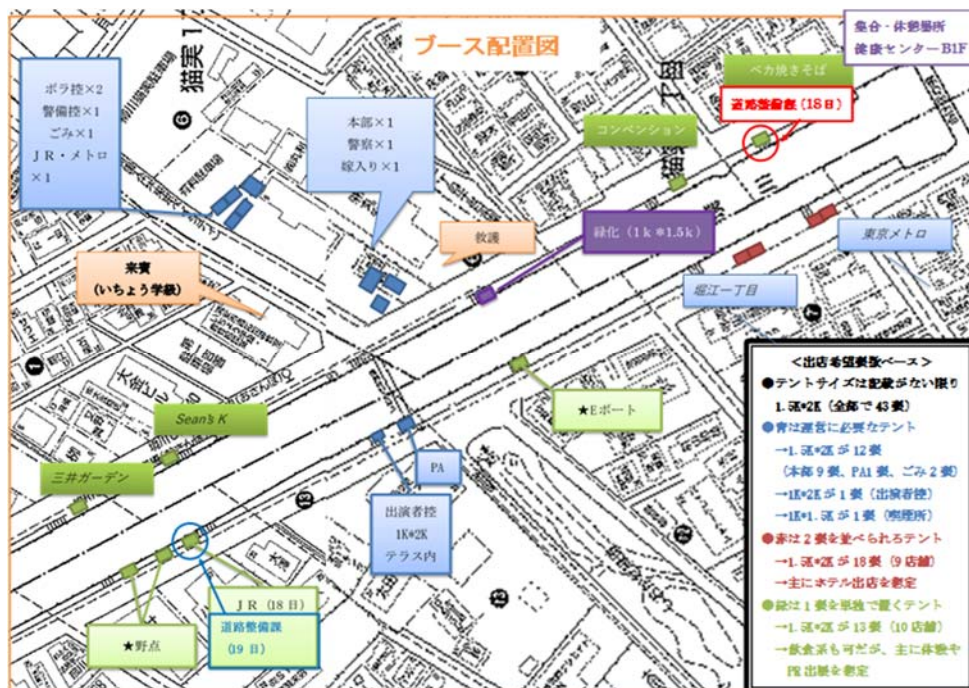 ブース配置図
集合・休憩場所
健康センターB1F
ボラ控×2
警備控×1
ごみ×1
JR・メトロ
×1
本部×1
警察×1
嫁入り×1
ベカ焼きそば
道路整備課(18日)
コンベンション
猫実1
救護
緑化(1k*1.5k)
東京メトロ
堀江一丁目
来賓
(いちょう学級)
Sean's K
三井ガーデン
★Eボート
PA
出演者控
1K*2K
テラス内
JR(18日)
道路整備課
(19日)
★野点
<出店希望張数ベース>
●テントサイズは記載がない限り
1.5K*2K(全部で43張)
●青は運営に必要なテント
→1.5K*2Kが12張
(本部9張、PA1張、ごみ2張)
→1K*2Kが1張(出演者控)
→1K*1.5Kが1張(喫煙所)
●赤は2張を並べられるテント
→1.5K*2Kが18張(9店舗)
→主にホテル出店を想定
●緑は1張を単独で置くテント
→1.5K*2Kが13張(10店舗)
→飲食系も可だが、主に体験や
PR出展を想定